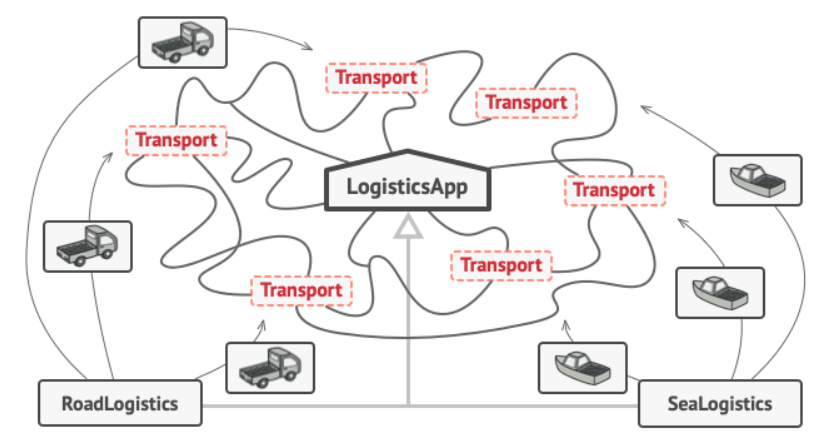 Transport
Transport
Transport
LogisticsApp
Transport
Transport
Transport
RoadLogistics
SeaLogistics